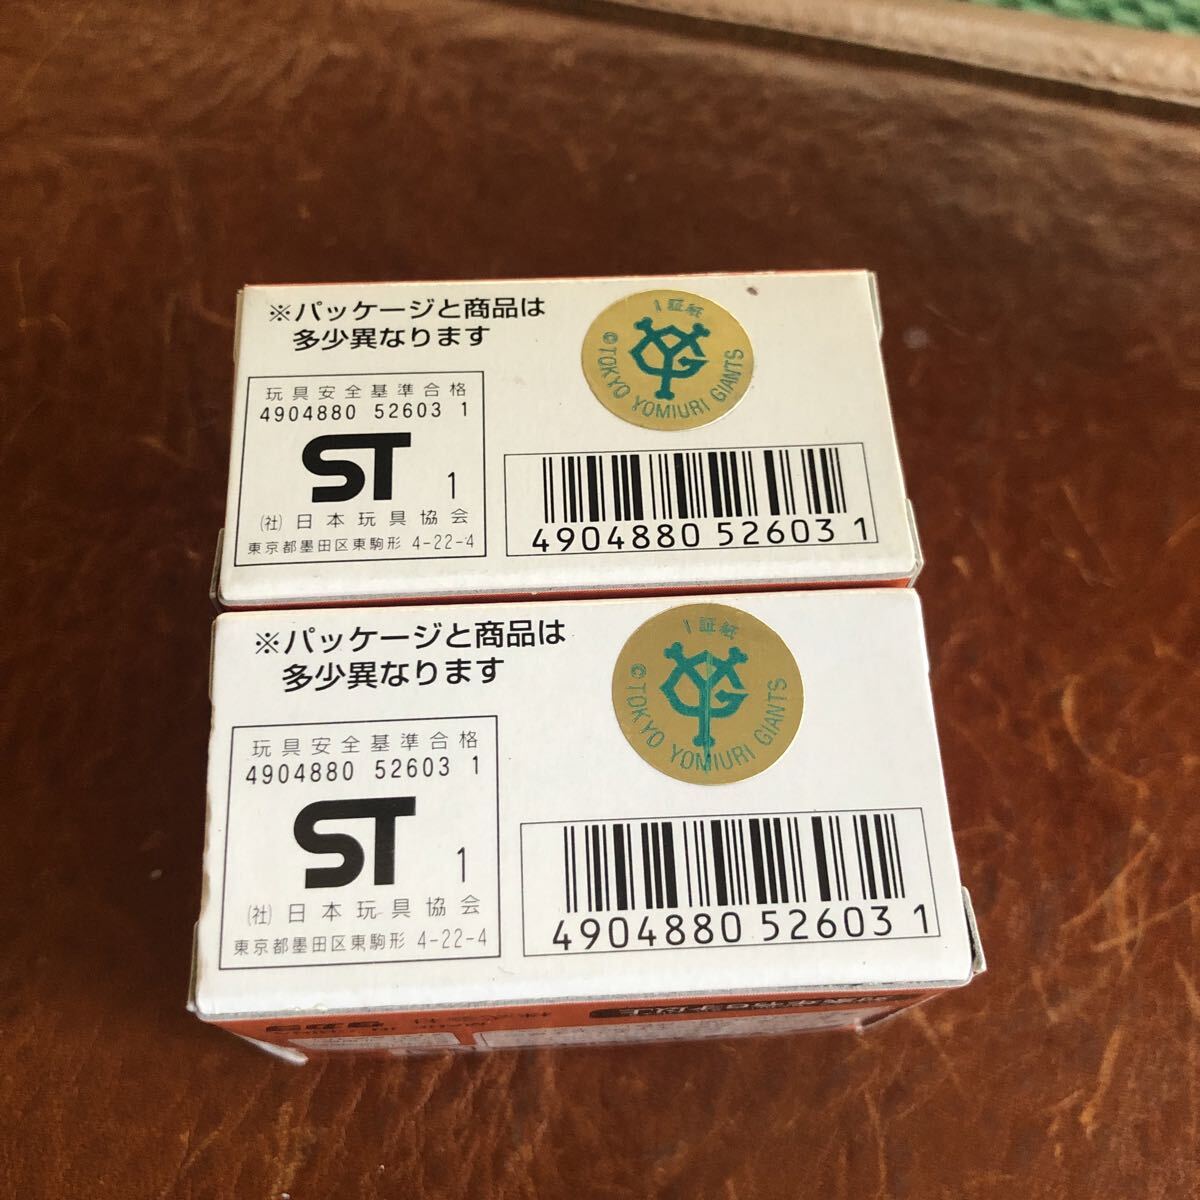 ※パッケージと商品は
多少異なります
玩具安全基準合格
4904880 52603 1
ST 1
(社)日本玩具協会
東京都墨田区東駒形 4-22-4
I 証紙
YG
©TOKYO YOMIURI GIANTS
4904880 52603 1
※パッケージと商品は
多少異なります
玩具安全基準合格
4904880 52603 1
ST 1
(社)日本玩具協会
東京都墨田区東駒形 4-22-4
I 証紙
YG
©TOKYO YOMIURI GIANTS
4904880 52603 1